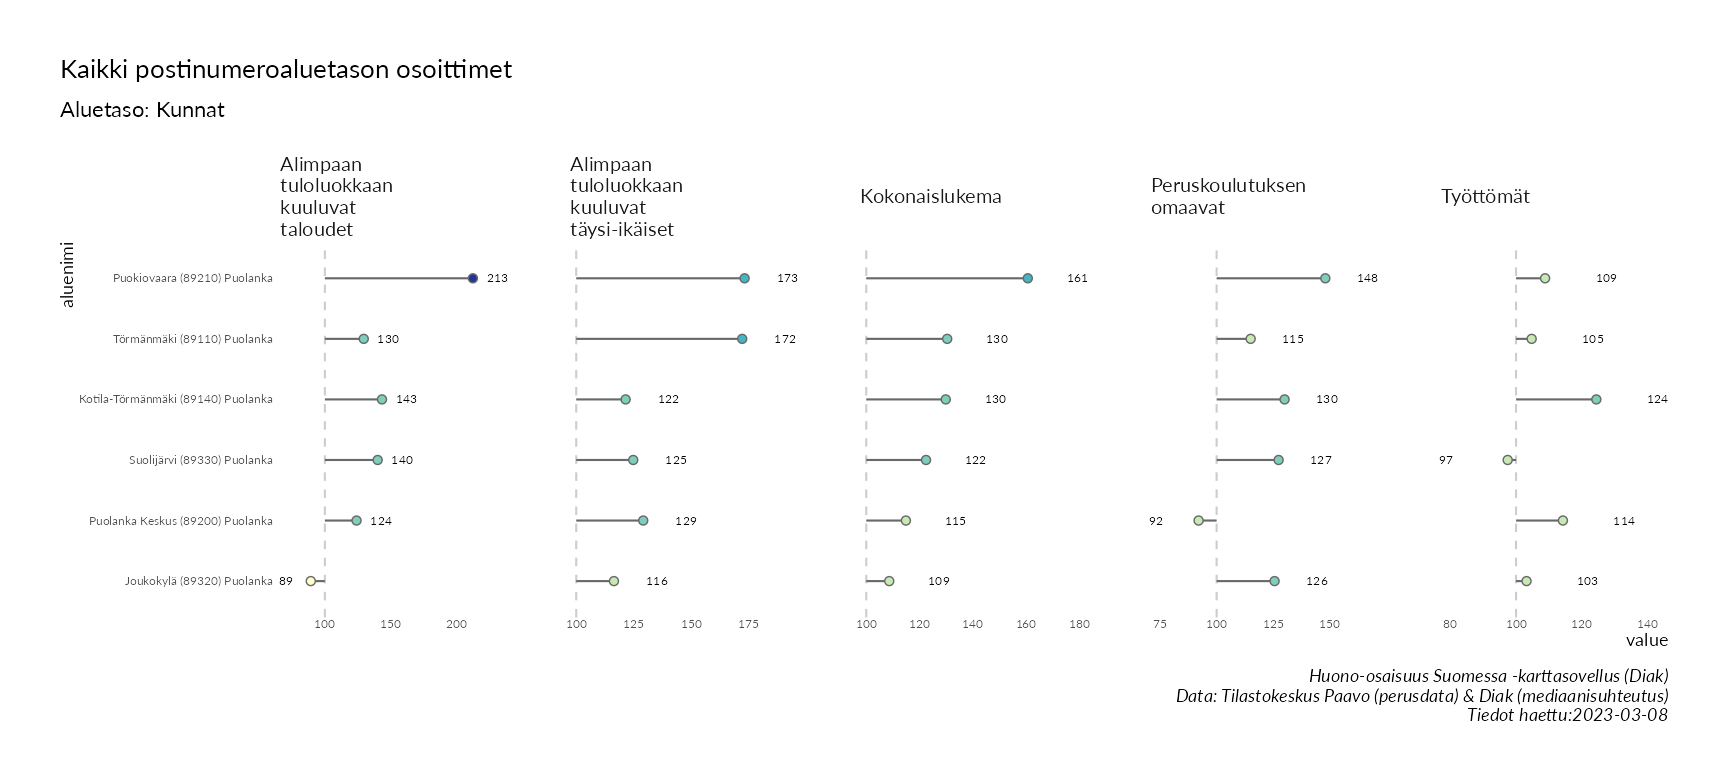 Kaikki postinumeroaluetason osoittimet
Aluetaso: Kunnat
Alimpaan
tuloluokkaan
kuuluvat
taloudet
Alimpaan
tuloluokkaan
kuuluvat
täysi-ikäiset
Kokonaislukema
Peruskoulutuksen
omaavat
Työttömät
aluenimi
Puokiovaara (89210) Puolanka 213 173 161 148 109
Törmänmäki (89110) Puolanka 130 172 130 115 105
Kotila-Törmänmäki (89140) Puolanka 143 122 130 130 124
Suolijärvi (89330) Puolanka 140 125 122 127 97
Puolanka Keskus (89200) Puolanka 124 129 115 92 114
Joukokylä (89320) Puolanka 89 116 109 126 103
100 150 200 100 125 150 175 100 120 140 160 180 75 100 125 150 80 100 120 140
value
Huono-osaisuus Suomessa -karttasovellus (Diak)
Data: Tilastokeskus Paavo (perusdata) & Diak (mediaanisuhteutus)
Tiedot haettu:2023-03-08